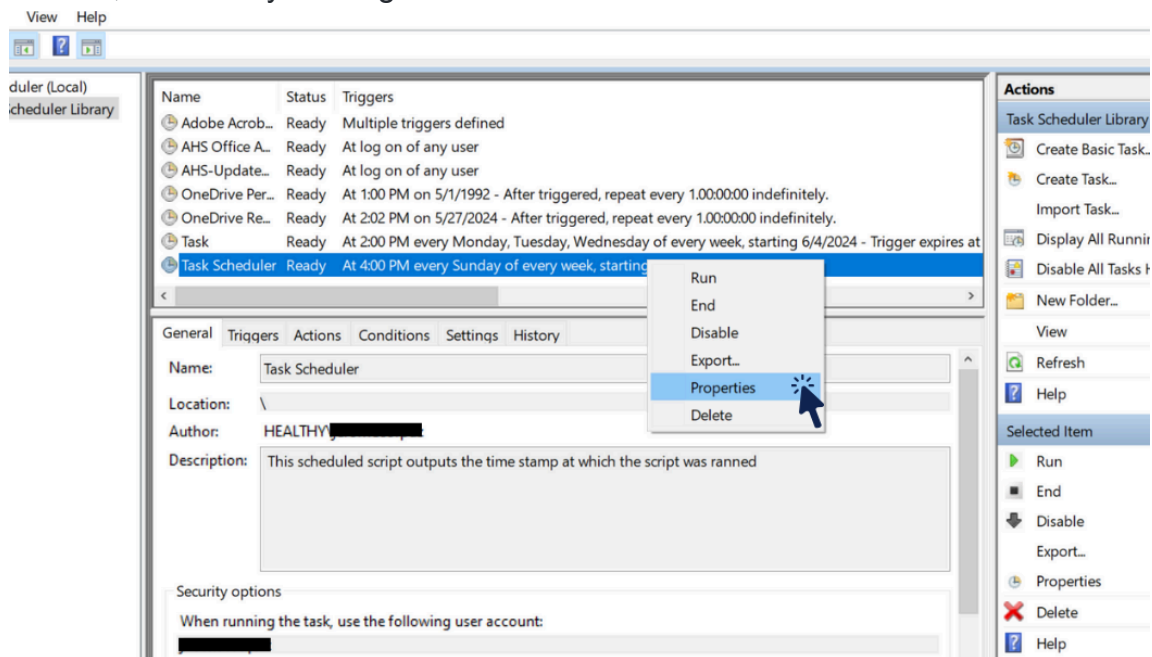 View Help
duler (Local)
Scheduler Library
Name Status Triggers
Adobe Acrob... Ready Multiple triggers defined
AHS Office A... Ready At log on of any user
AHS-Update... Ready At log on of any user
OneDrive Per... Ready At 1:00 PM on 5/1/1992 - After triggered, repeat every 1.00:00:00 indefinitely.
OneDrive Re... Ready At 2:02 PM on 5/27/2024 - After triggered, repeat every 1.00:00:00 indefinitely.
Task Ready At 2:00 PM every Monday, Tuesday, Wednesday of every week, starting 6/4/2024 - Trigger expires at
Task Scheduler Ready At 4:00 PM every Sunday of every week, starting
Run
End
Disable
Export...
Properties
Delete
General Triggers Actions Conditions Settings History
Name: Task Scheduler
Location: \
Author: HEALTHY\
Description: This scheduled script outputs the time stamp at which the script was ranned
Security options
When running the task, use the following user account:
Actions
Task Scheduler Library
Create Basic Task...
Create Task...
Import Task...
Display All Runnin
Disable All Tasks H
New Folder...
View
Refresh
Help
Selected Item
Run
End
Disable
Export...
Properties
Delete
Help